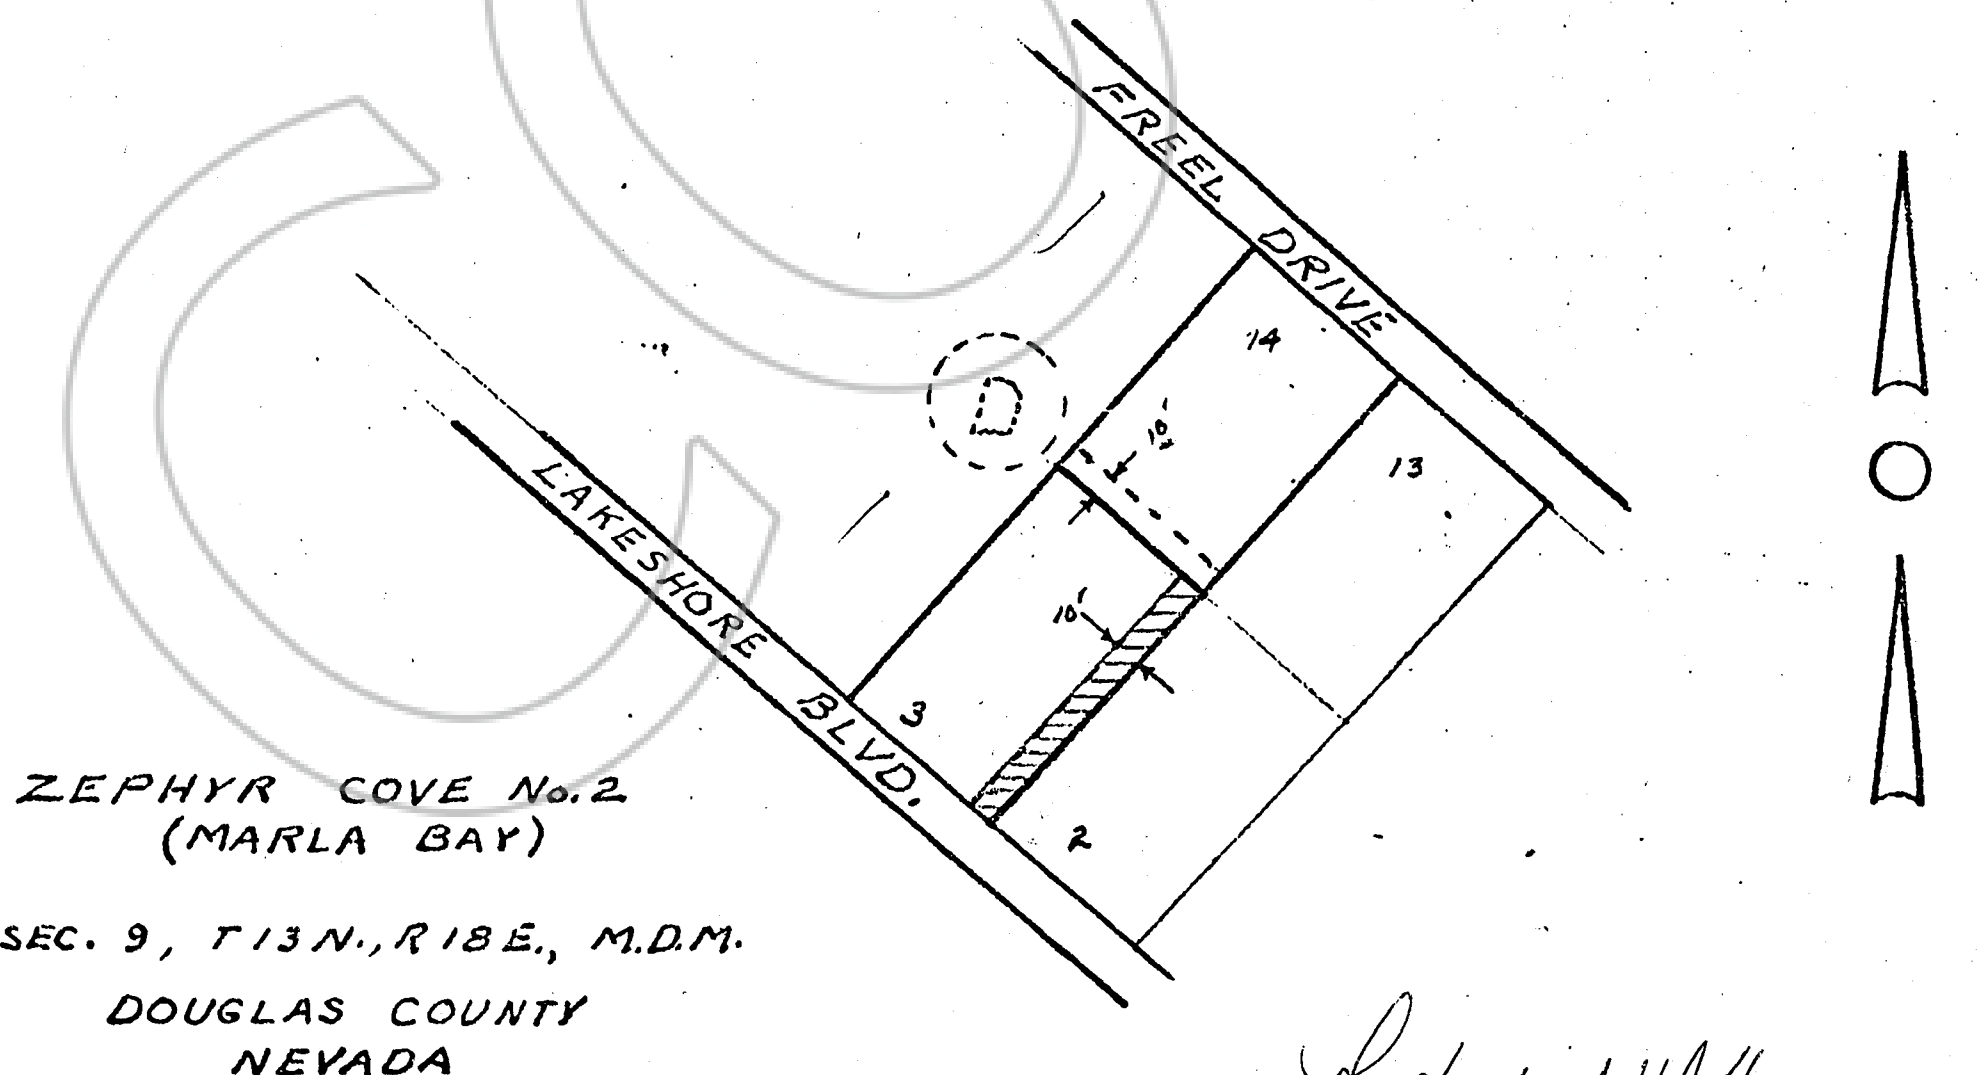 FREEL DRIVE
14
D
10'
13
LAKESHORE BLVD.
10'
3
2
ZEPHYR COVE No. 2
(MARLA BAY)
SEC. 9, T13N., R18E., M.D.M.
DOUGLAS COUNTY
NEVADA